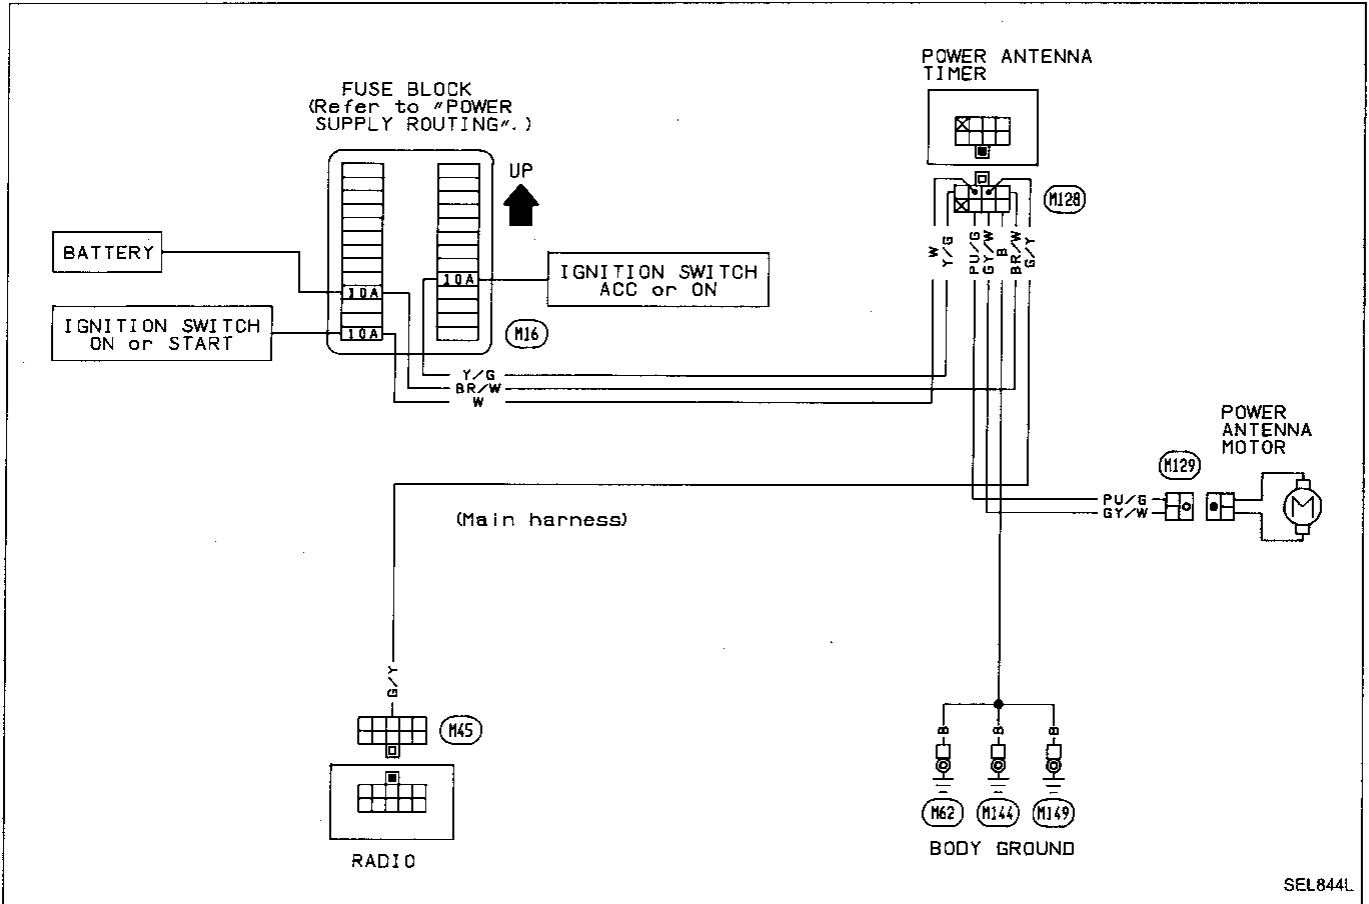 POWER ANTENNA
TIMER
FUSE BLOCK
(Refer to "POWER
SUPPLY ROUTING".)
UP
M128
BATTERY
IGNITION SWITCH
ACC or ON
10A
10A
IGNITION SWITCH
ON or START
10A
M16
W
Y/G
PU/G
GY/W
B
BR/W
G/Y
Y/G
BR/W
W
POWER
ANTENNA
MOTOR
M129
PU/G
GY/W
M
(Main harness)
G/Y
M45
RADIO
B
B
B
M62
M144
M149
BODY GROUND
SEL844L